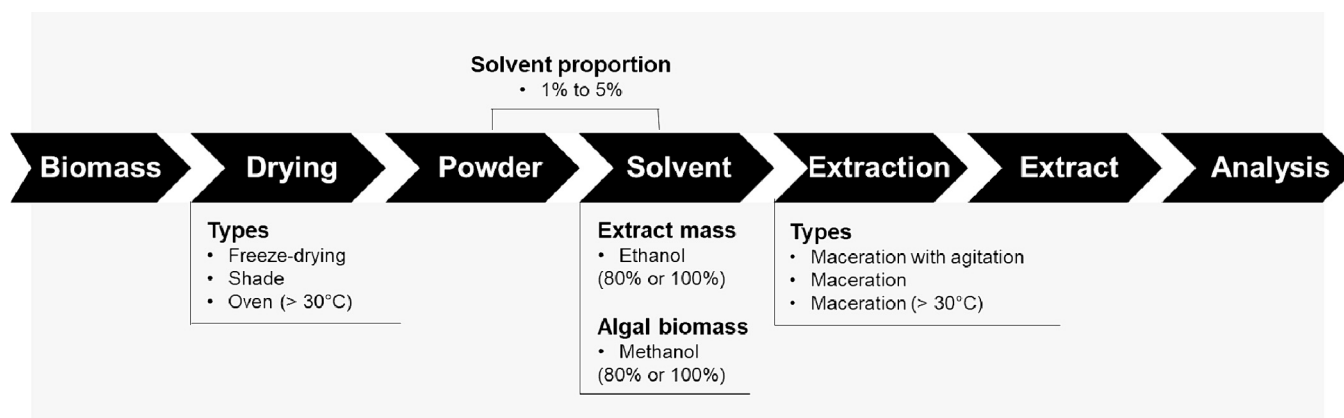 Solvent proportion
• 1% to 5%
Biomass
Drying
Powder
Solvent
Extraction
Extract
Analysis
Types
• Freeze-drying
• Shade
• Oven (> 30°C)
Extract mass
• Ethanol
(80% or 100%)
Algal biomass
• Methanol
(80% or 100%)
Types
• Maceration with agitation
• Maceration
• Maceration (> 30°C)